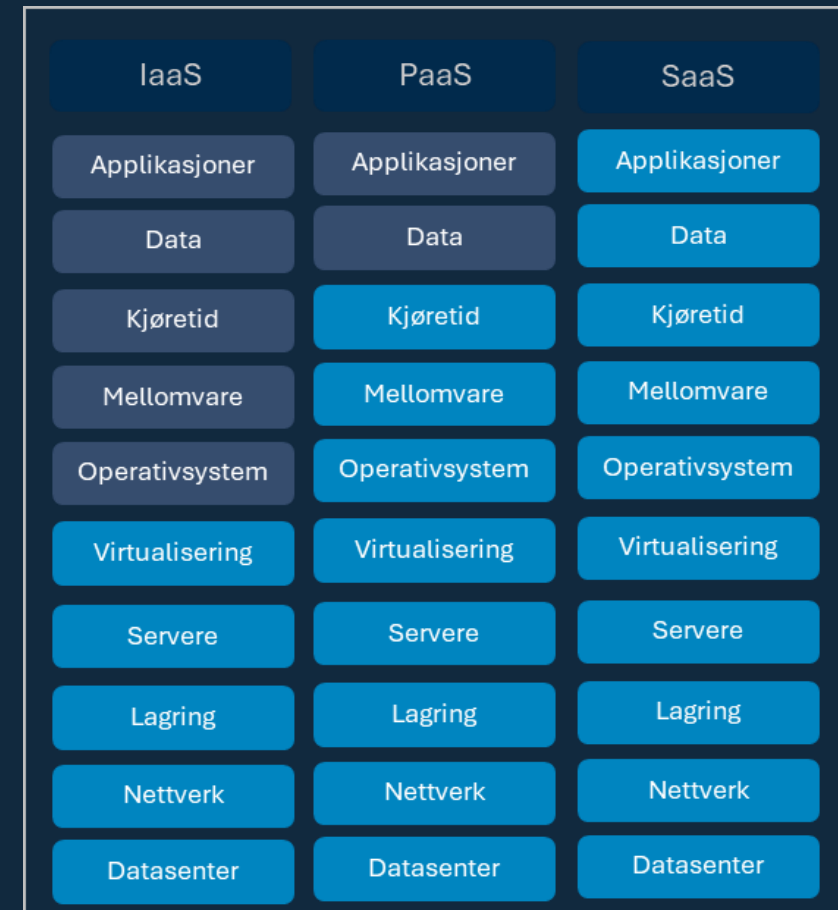 IaaS
PaaS
SaaS
Applikasjoner
Applikasjoner
Applikasjoner
Data
Data
Data
Kjøretid
Kjøretid
Kjøretid
Mellomvare
Mellomvare
Mellomvare
Operativsystem
Operativsystem
Operativsystem
Virtualisering
Virtualisering
Virtualisering
Servere
Servere
Servere
Lagring
Lagring
Lagring
Nettverk
Nettverk
Nettverk
Datasenter
Datasenter
Datasenter